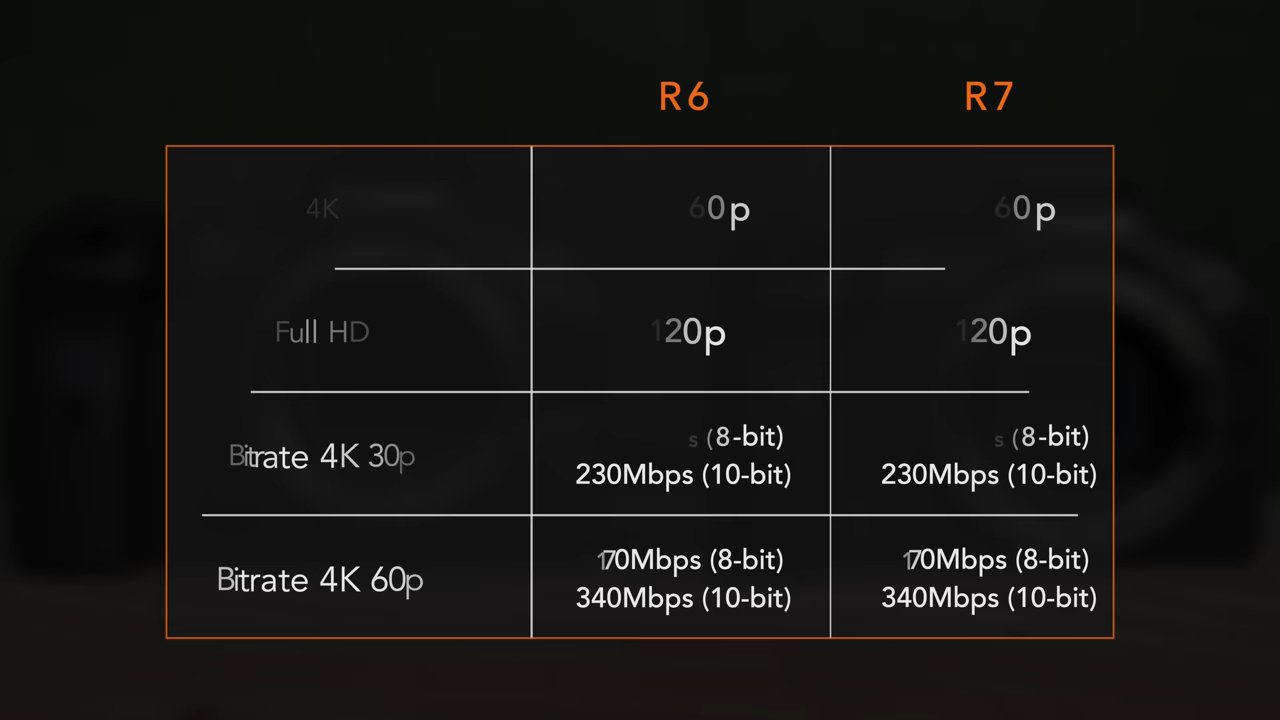 R6 R7
4K 60p 60p
Full HD 120p 120p
Bitrate 4K 30p
s (8-bit) s (8-bit)
230Mbps (10-bit) 230Mbps (10-bit)
Bitrate 4K 60p
170Mbps (8-bit) 170Mbps (8-bit)
340Mbps (10-bit) 340Mbps (10-bit)